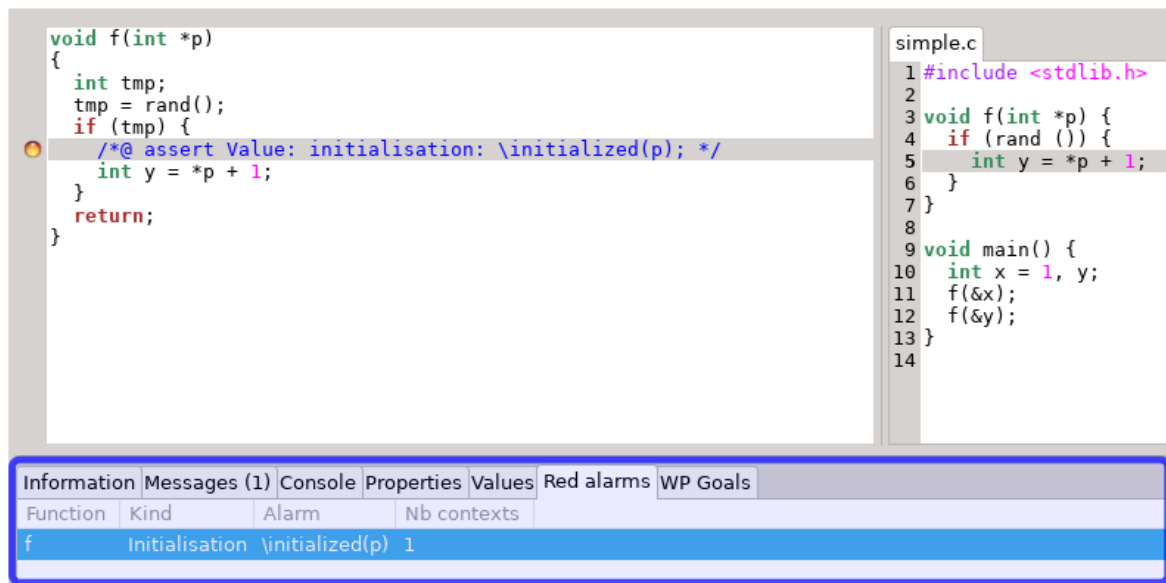 void f(int *p)
{
int tmp;
tmp = rand();
if (tmp) {
/*@ assert Value: initialisation: \initialized(p); */
int y = *p + 1;
}
return;
}
simple.c
1 #include <stdlib.h>
2
3 void f(int *p) {
4 if (rand ()) {
5 int y = *p + 1;
6 }
7 }
8
9 void main() {
10 int x = 1, y;
11 f(&x);
12 f(&y);
13 }
14
Information Messages (1) Console Properties Values Red alarms WP Goals
Function Kind Alarm Nb contexts
f Initialisation \initialized(p) 1